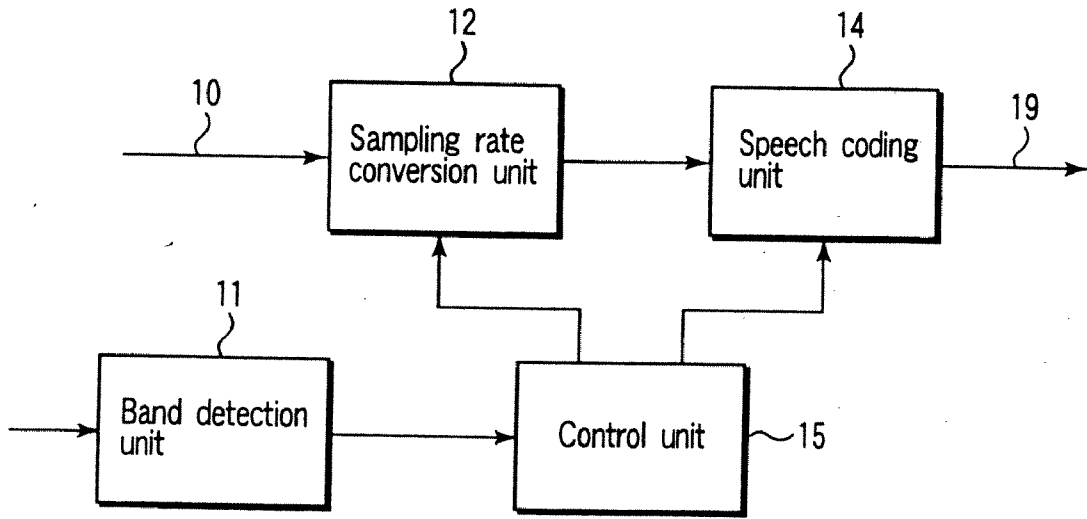 12
14
10
19
Sampling rate
conversion unit
Speech coding
unit
11
Band detection
unit
Control unit
15